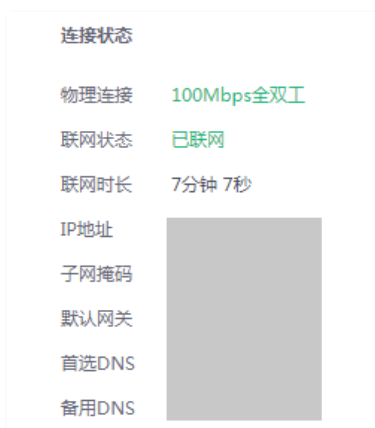 连接状态
物理连接 100Mbps全双工
联网状态 已联网
联网时长 7分钟 7秒
IP地址
子网掩码
默认网关
首选DNS
备用DNS